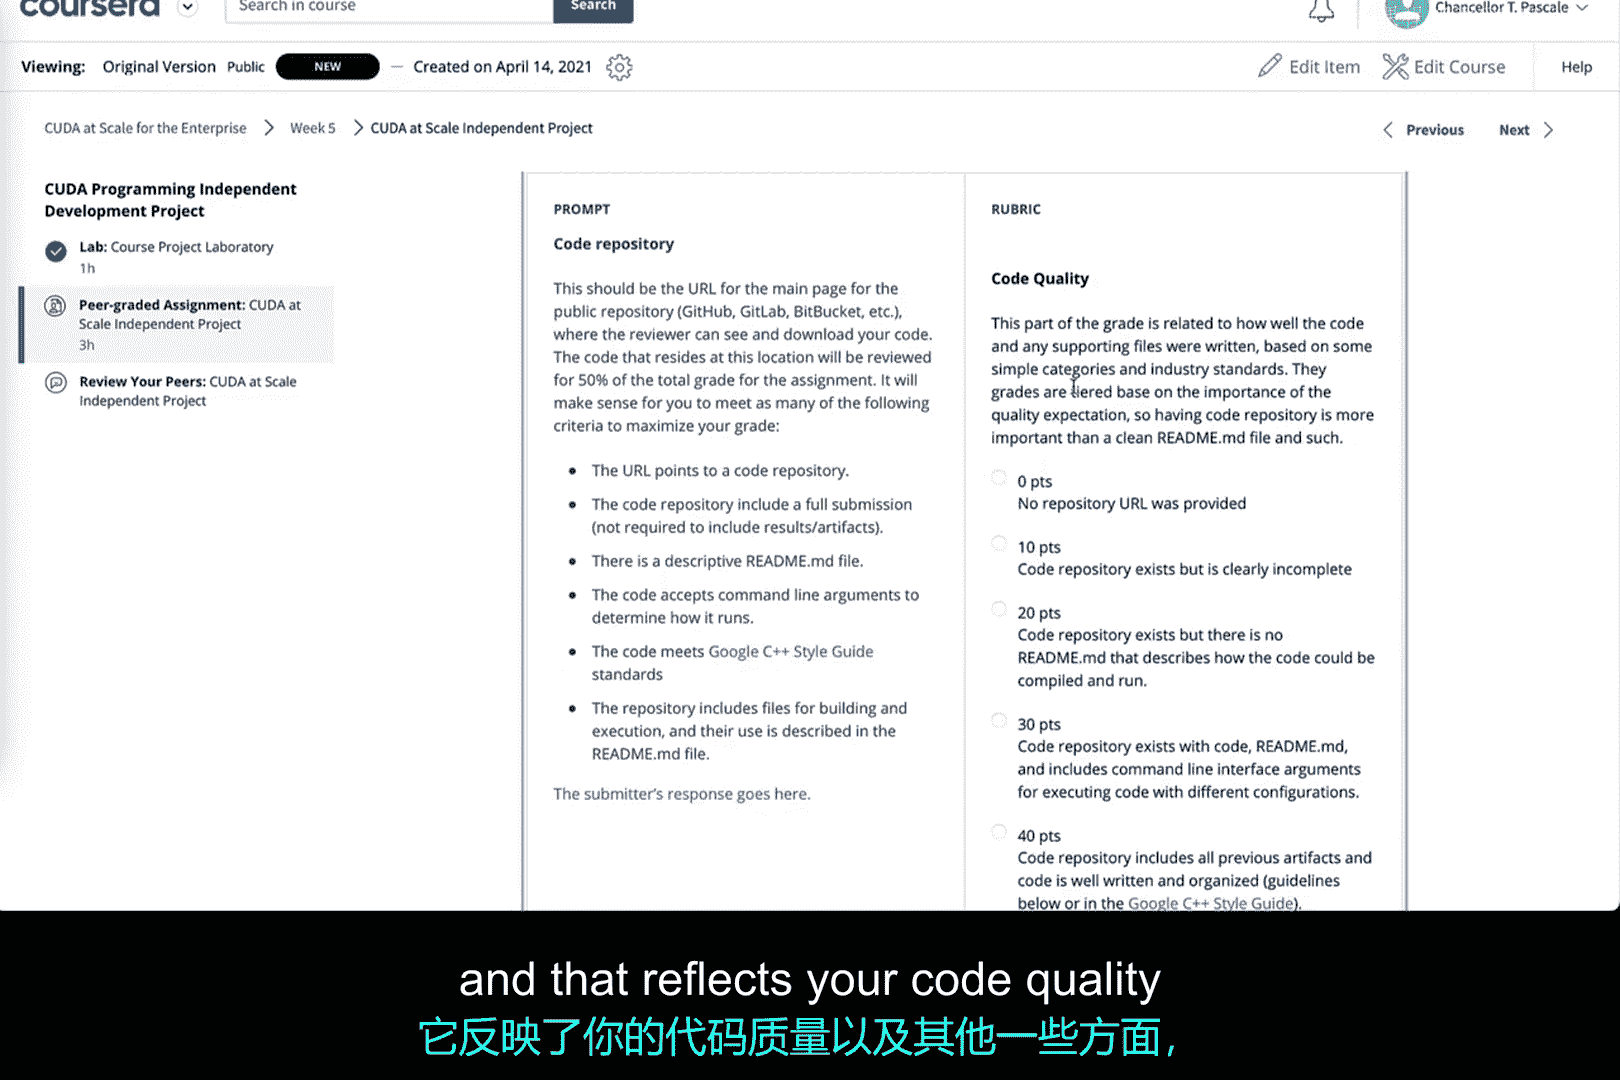 coursera
Search in course
Search
Chancellor T. Pascale
Viewing: Original Version Public NEW — Created on April 14, 2021
Edit Item
Edit Course
Help
CUDA at Scale for the Enterprise > Week 5 > CUDA at Scale Independent Project
< Previous
Next >
CUDA Programming Independent
Development Project
Lab: Course Project Laboratory
1h
Peer-graded Assignment: CUDA at
Scale Independent Project
3h
Review Your Peers: CUDA at Scale
Independent Project
PROMPT
Code repository
This should be the URL for the main page for the
public repository (GitHub, GitLab, BitBucket, etc.),
where the reviewer can see and download your code.
The code that resides at this location will be reviewed
for 50% of the total grade for the assignment. It will
make sense for you to meet as many of the following
criteria to maximize your grade:
• The URL points to a code repository.
• The code repository include a full submission
(not required to include results/artifacts).
• There is a descriptive README.md file.
• The code accepts command line arguments to
determine how it runs.
• The code meets Google C++ Style Guide
standards
• The repository includes files for building and
execution, and their use is described in the
README.md file.
The submitter's response goes here.
RUBRIC
Code Quality
This part of the grade is related to how well the code
and any supporting files were written, based on some
simple categories and industry standards. They
grades are tiered base on the importance of the
quality expectation, so having code repository is more
important than a clean README.md file and such.
0 pts
No repository URL was provided
10 pts
Code repository exists but is clearly incomplete
20 pts
Code repository exists but there is no
README.md that describes how the code could be
compiled and run.
30 pts
Code repository exists with code, README.md,
and includes command line interface arguments
for executing code with different configurations.
40 pts
Code repository includes all previous artifacts and
code is well written and organized (guidelines
below or in the Google C++ Style Guide).
and that reflects your code quality
它反映了你的代码质量以及其他一些方面，